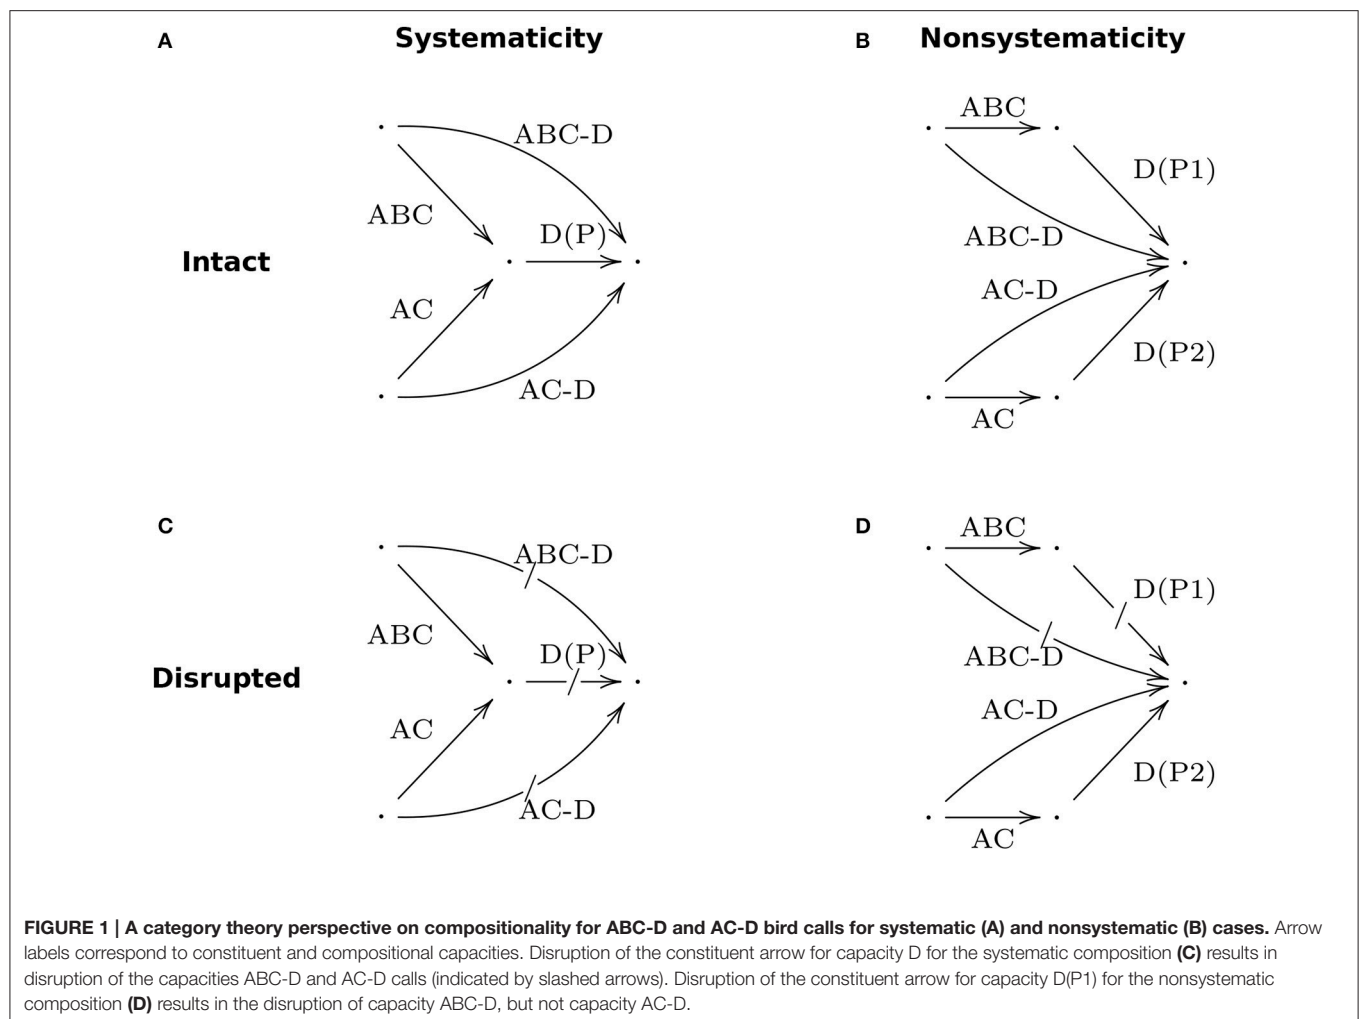 A
Systematicity
B
Nonsystematicity
ABC-D
ABC
D(P)
AC
AC-D
Intact
ABC
D(P1)
ABC-D
AC-D
D(P2)
AC
C
D
ABC-D
ABC
D(P)
AC
AC-D
Disrupted
ABC
D(P1)
ABC-D
AC-D
D(P2)
AC
FIGURE 1 | A category theory perspective on compositionality for ABC-D and AC-D bird calls for systematic (A) and nonsystematic (B) cases. Arrow
labels correspond to constituent and compositional capacities. Disruption of the constituent arrow for capacity D for the systematic composition (C) results in
disruption of the capacities ABC-D and AC-D calls (indicated by slashed arrows). Disruption of the constituent arrow for capacity D(P1) for the nonsystematic
composition (D) results in the disruption of capacity ABC-D, but not capacity AC-D.